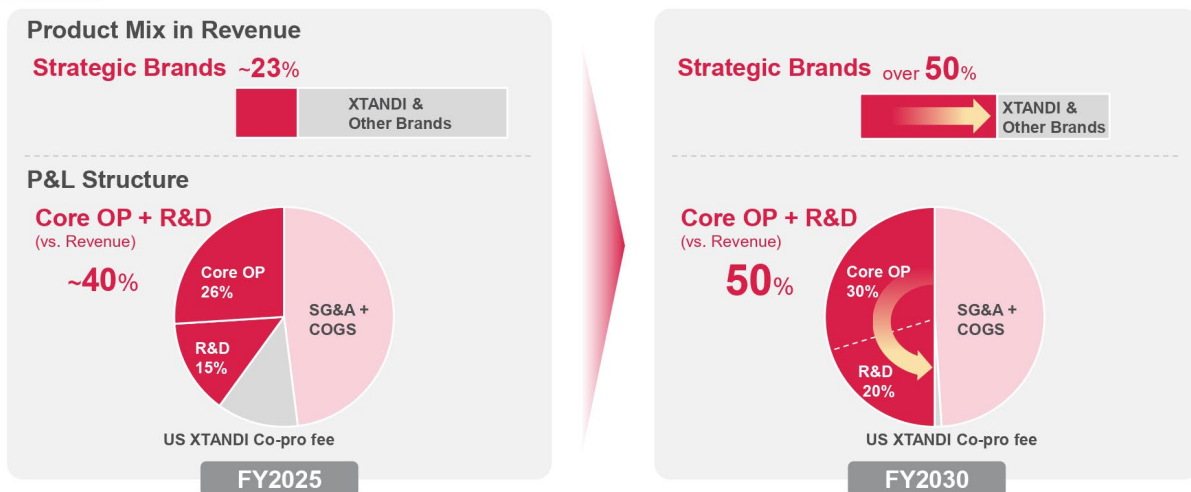 Product Mix in Revenue
Strategic Brands ~23%
XTANDI &
Other Brands
P&L Structure
Core OP + R&D
(vs. Revenue)
~40%
Core OP
26%
R&D
15%
SG&A +
COGS
US XTANDI Co-pro fee
FY2025
Strategic Brands over 50%
XTANDI &
Other Brands
Core OP + R&D
(vs. Revenue)
50%
Core OP
30%
R&D
20%
SG&A +
COGS
US XTANDI Co-pro fee
FY2030